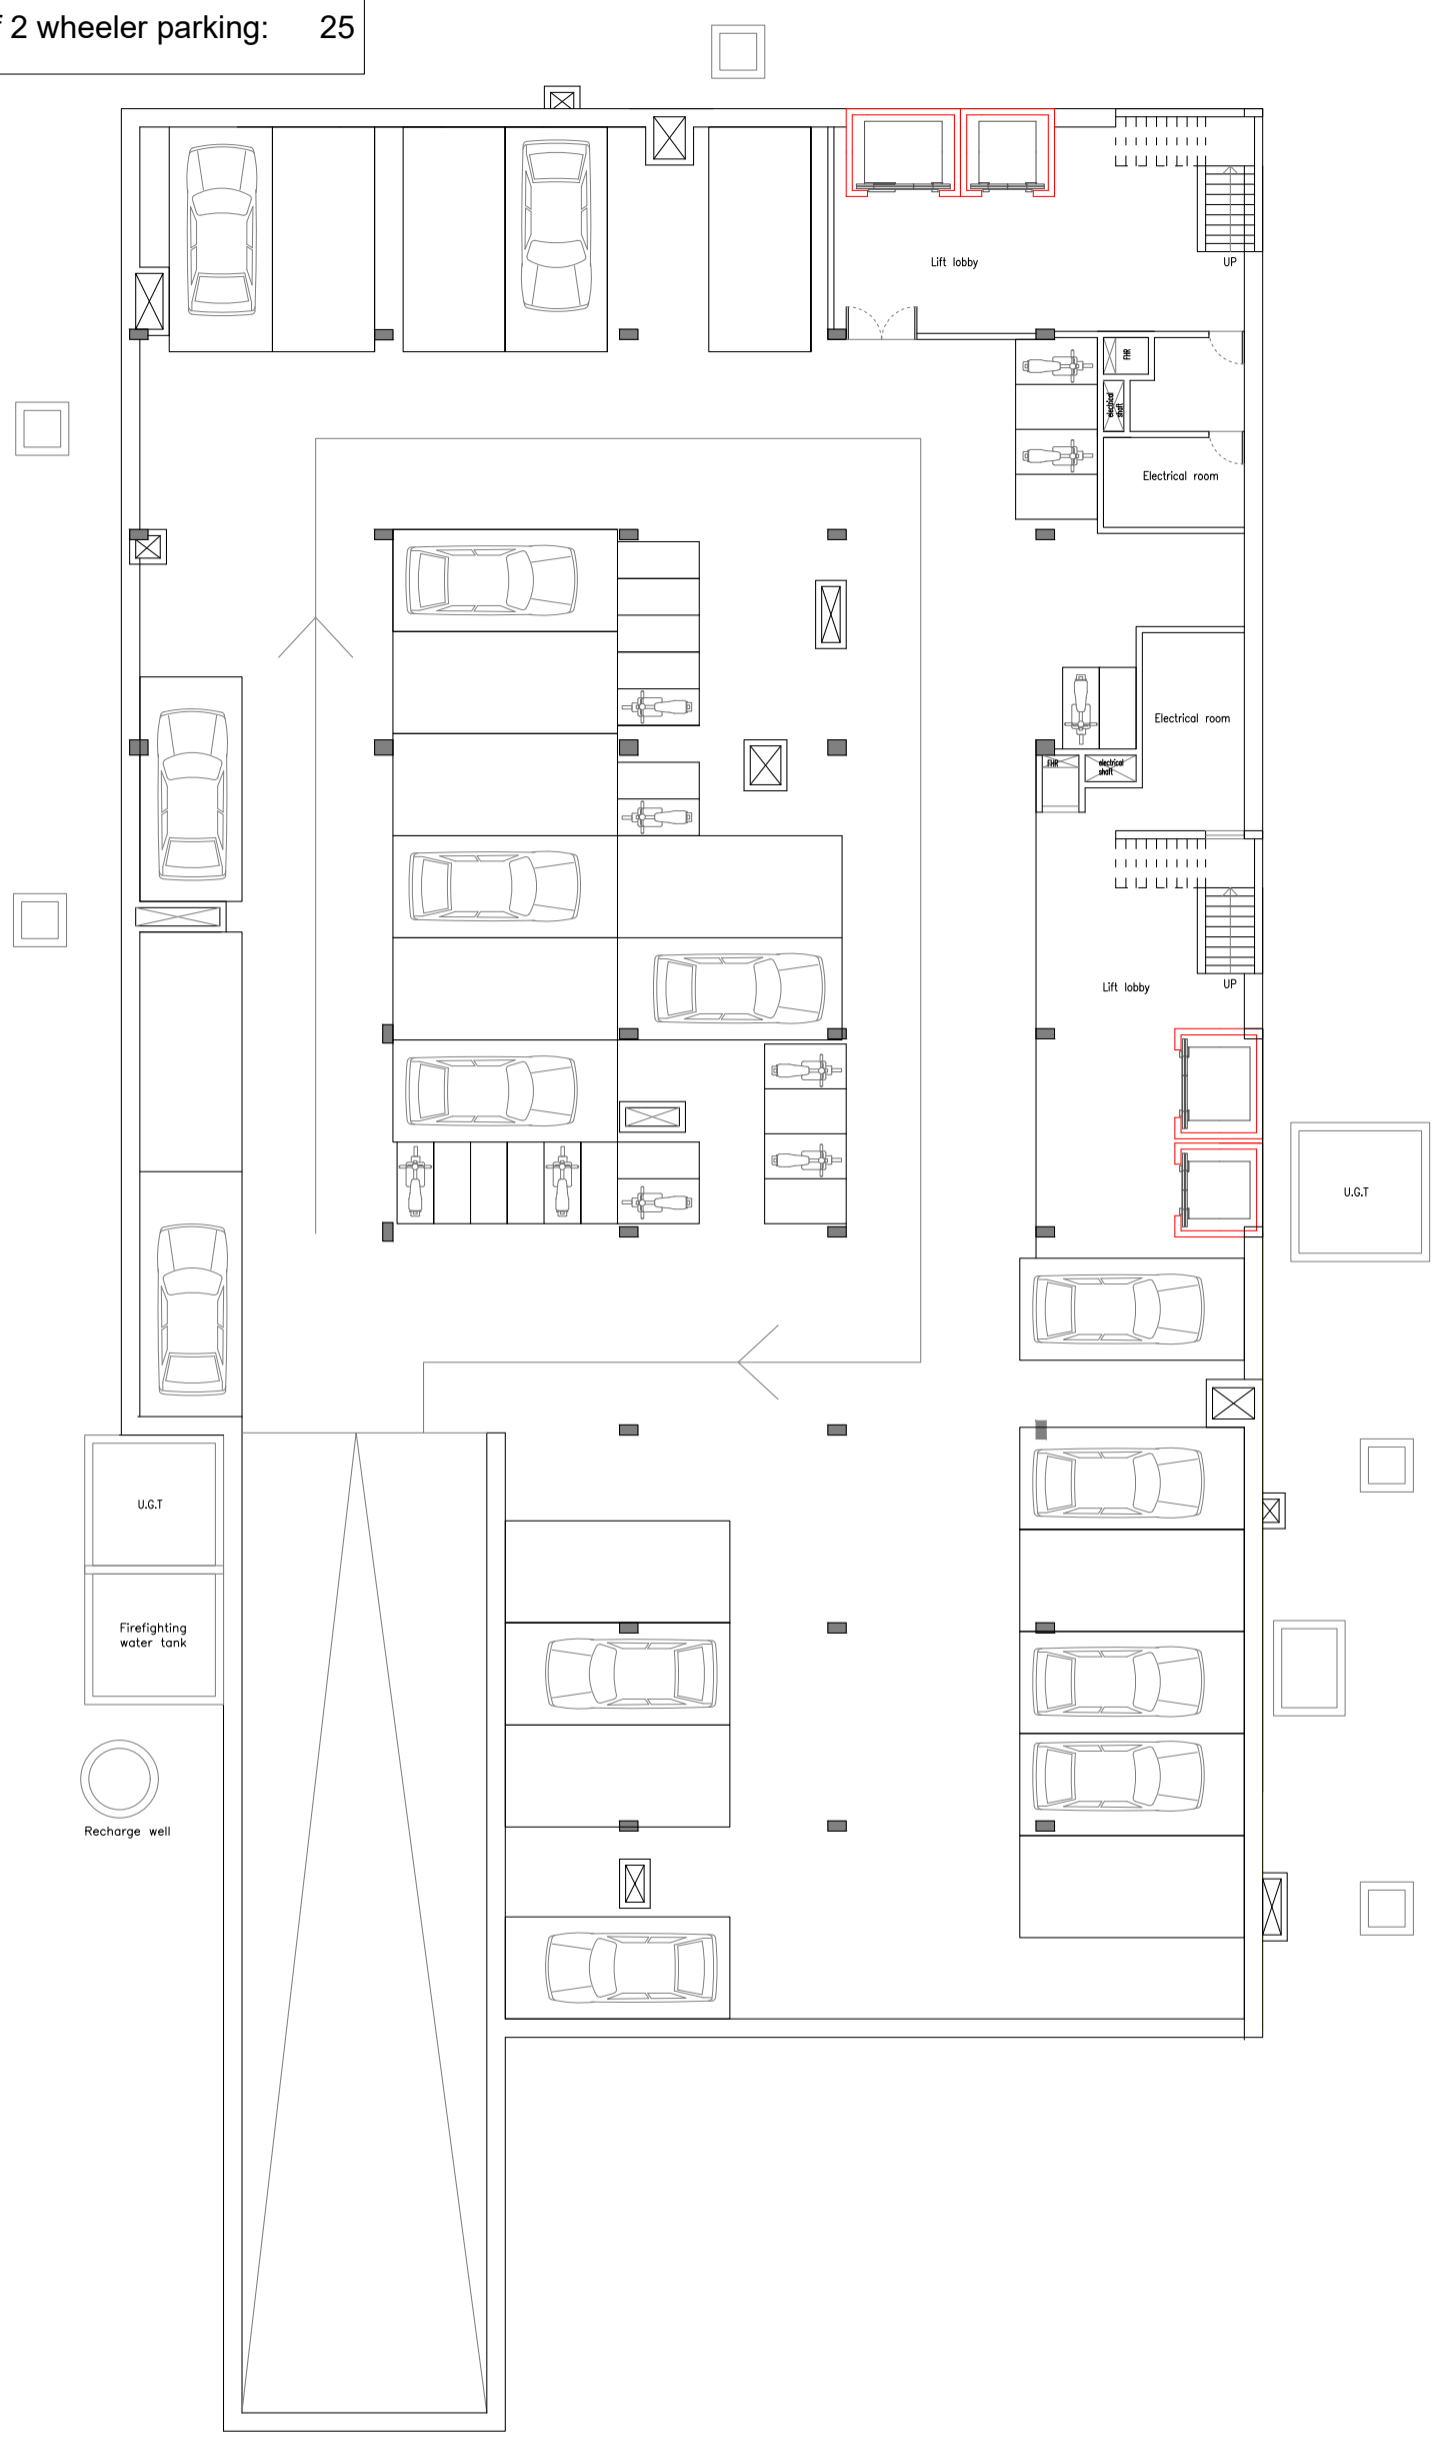 f 2 wheeler parking: 25
Lift lobby
UP
FHR
electrical
shaft
Electrical room
Electrical room
FHR
electrical
shaft
Lift lobby
UP
U.G.T
U.G.T
Firefighting
water tank
Recharge well